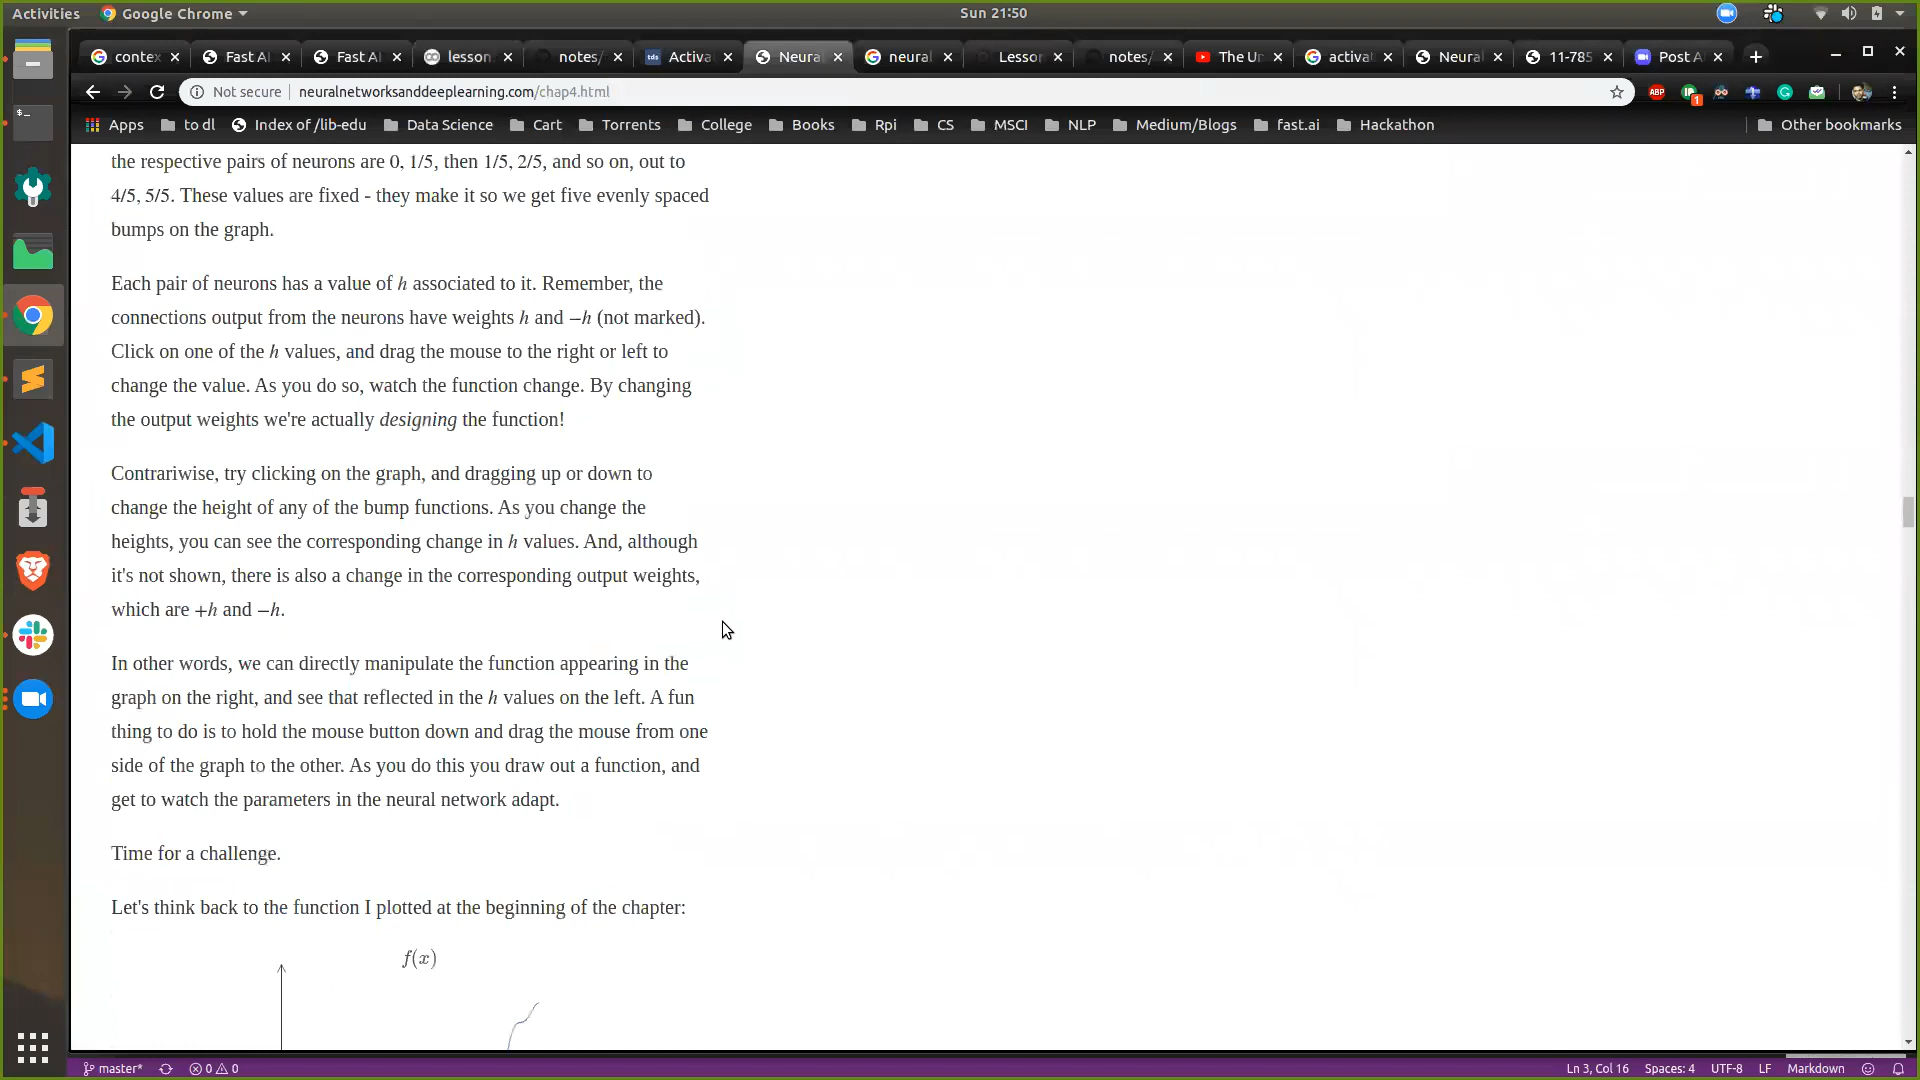 Activities Google Chrome Sun 21:50
contex Fast AI Fast AI lesson notes/ Activa Neura neural Lesson notes/ The Un activat Neural 11-785 Post A
Not secure neuralnetworksanddeeplearning.com/chap4.html
Apps to dl Index of /lib-edu Data Science Cart Torrents College Books Rpi CS MSCI NLP Medium/Blogs fast.ai Hackathon Other bookmarks
the respective pairs of neurons are 0, 1/5, then 1/5, 2/5, and so on, out to
4/5, 5/5. These values are fixed - they make it so we get five evenly spaced
bumps on the graph.
Each pair of neurons has a value of h associated to it. Remember, the
connections output from the neurons have weights h and −h (not marked).
Click on one of the h values, and drag the mouse to the right or left to
change the value. As you do so, watch the function change. By changing
the output weights we're actually designing the function!
Contrariwise, try clicking on the graph, and dragging up or down to
change the height of any of the bump functions. As you change the
heights, you can see the corresponding change in h values. And, although
it's not shown, there is also a change in the corresponding output weights,
which are +h and −h.
In other words, we can directly manipulate the function appearing in the
graph on the right, and see that reflected in the h values on the left. A fun
thing to do is to hold the mouse button down and drag the mouse from one
side of the graph to the other. As you do this you draw out a function, and
get to watch the parameters in the neural network adapt.
Time for a challenge.
Let's think back to the function I plotted at the beginning of the chapter:
f(x)
master* 0 0 Ln 3, Col 16 Spaces: 4 UTF-8 LF Markdown